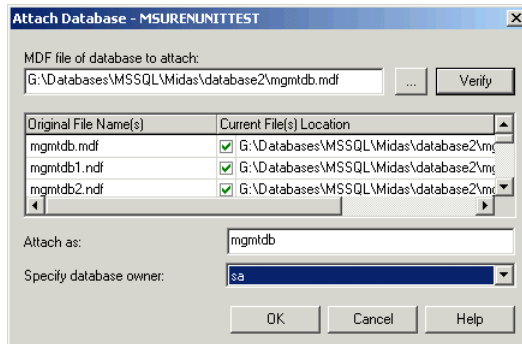 Attach Database - MSURENUNITTEST
MDF file of database to attach:
G:\Databases\MSSQL\Midas\database2\mgmtdb.mdf
...
Verify
Original File Name(s) Current File(s) Location
mgmtdb.mdf G:\Databases\MSSQL\Midas\database2\
mgmtdb1.ndf G:\Databases\MSSQL\Midas\database2\
mgmtdb2.ndf G:\Databases\MSSQL\Midas\database2\
Attach as: mgmtdb
Specify database owner: sa
OK Cancel Help